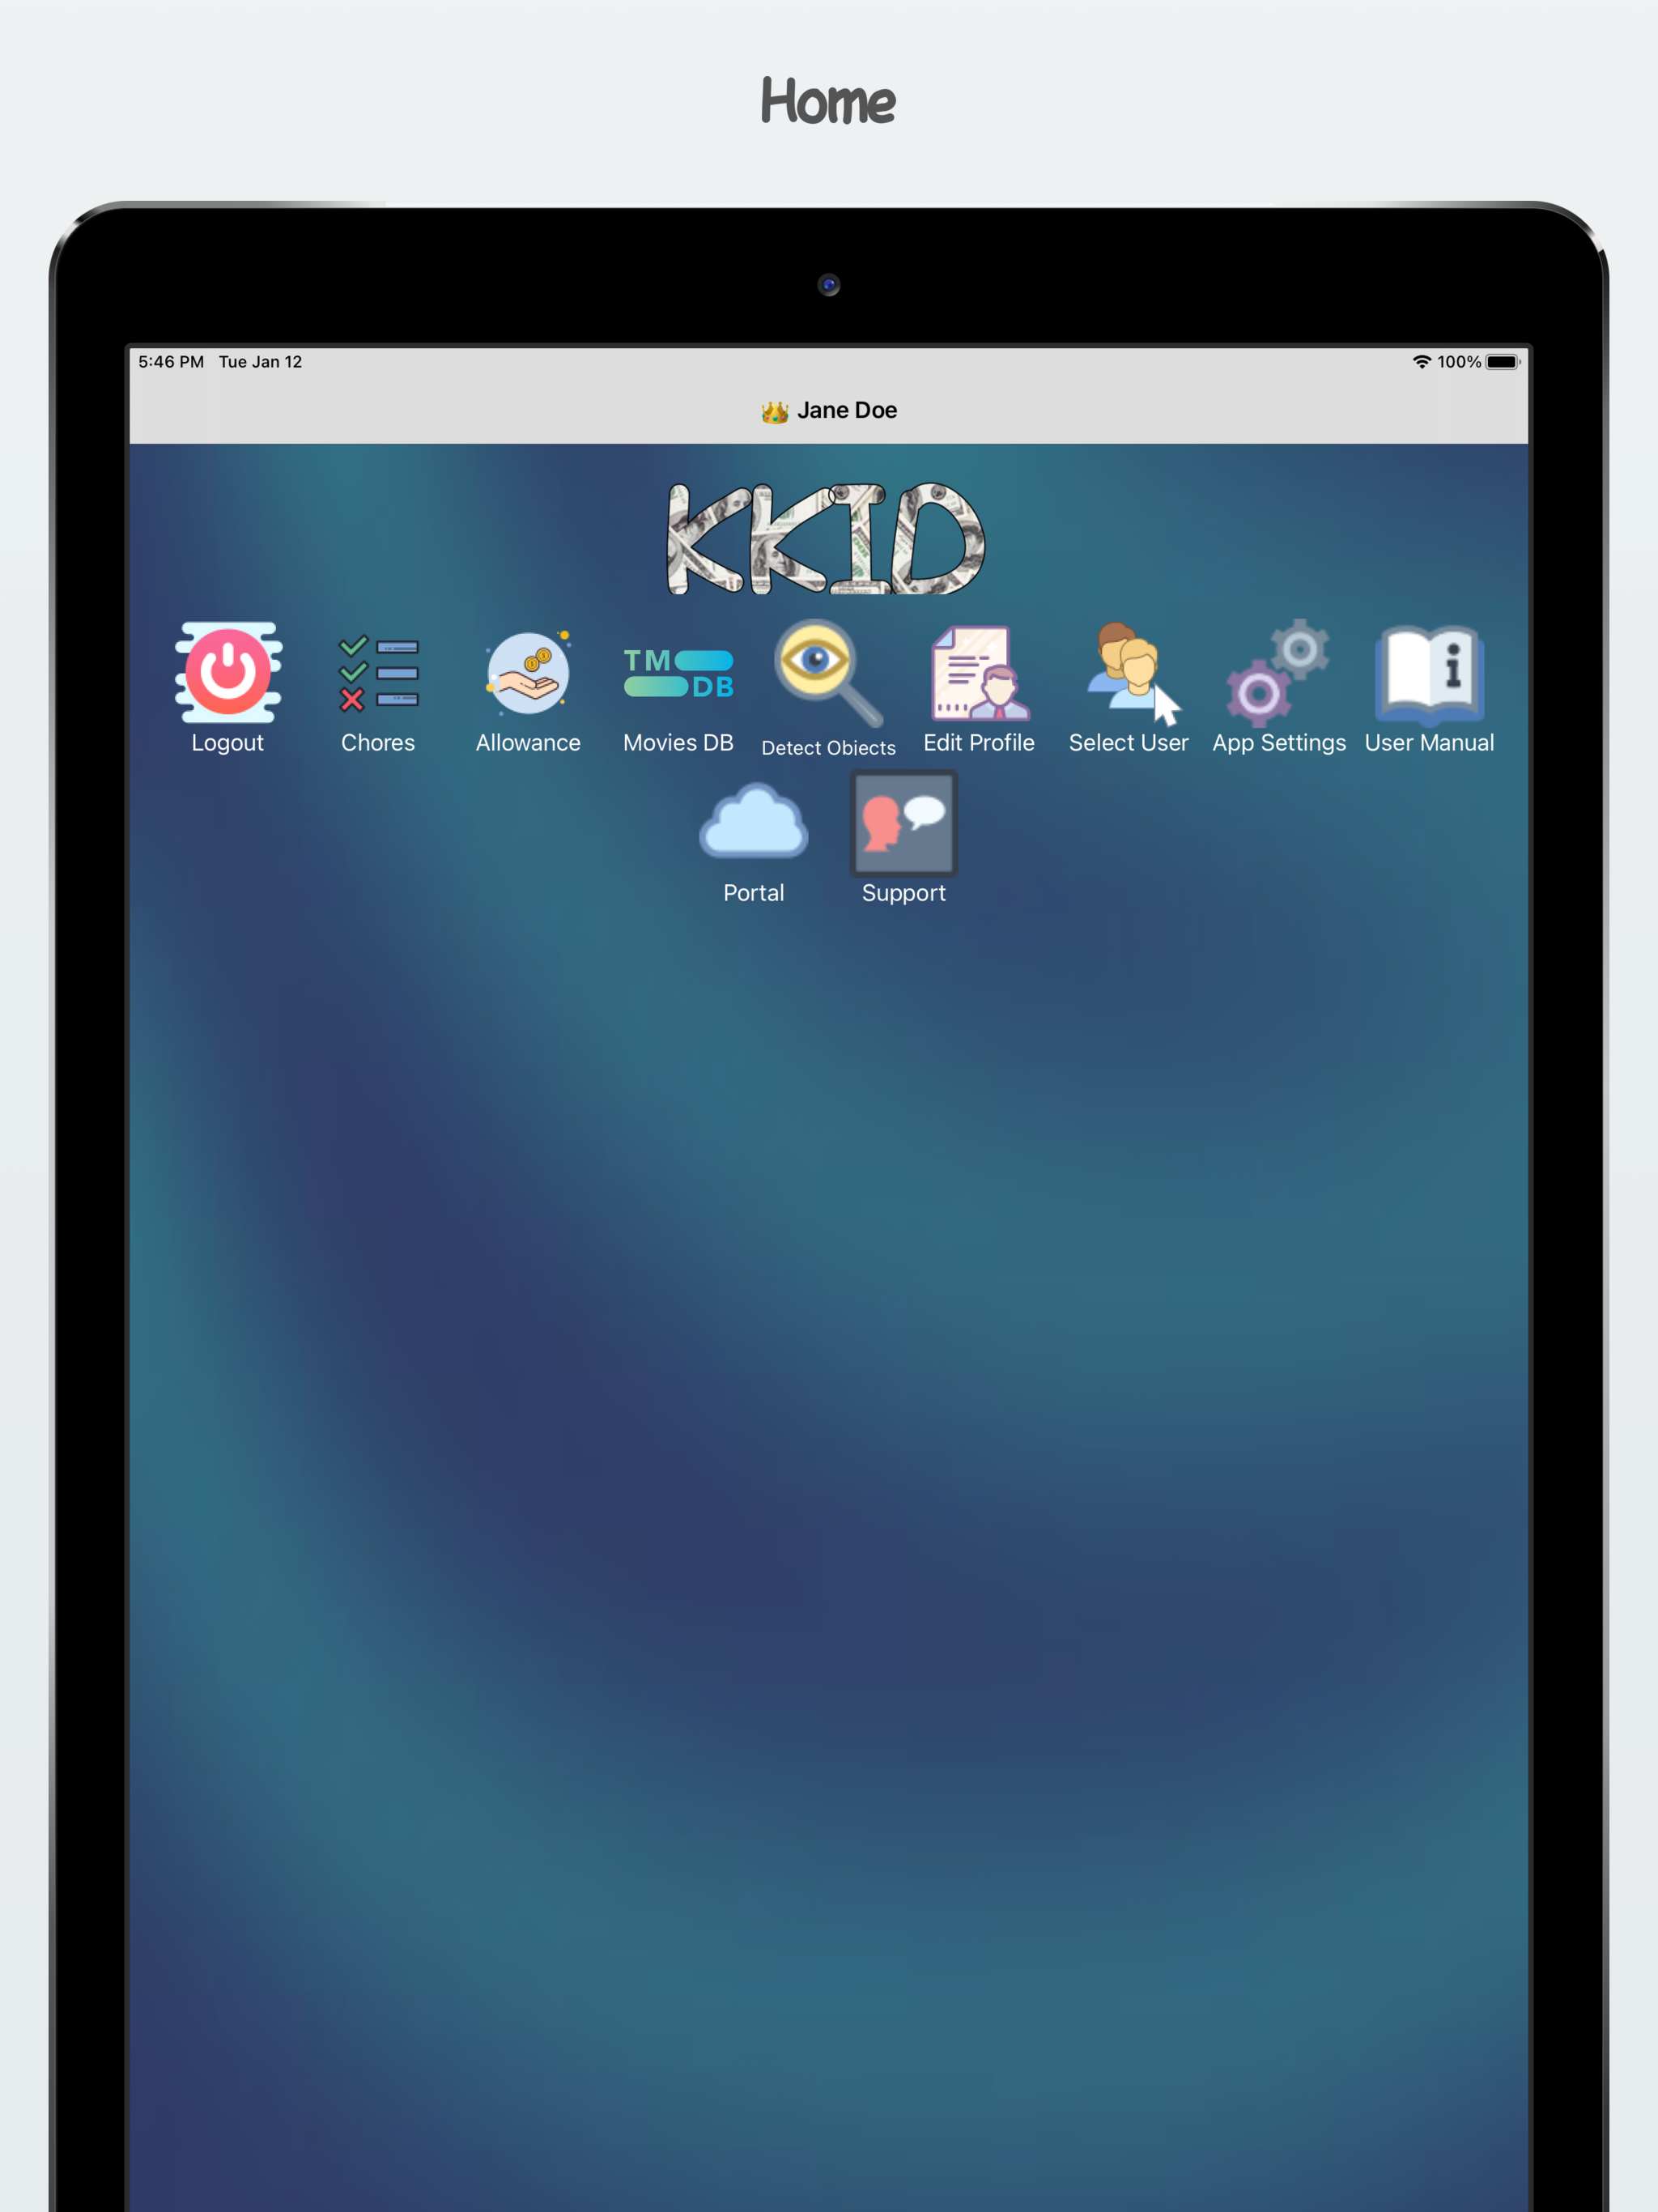 Home
5:46 PM Tue Jan 12 100%
Jane Doe
KKID
TM
DB
Logout Chores Allowance Movies DB Detect Objects Edit Profile Select User App Settings User Manual
Portal Support